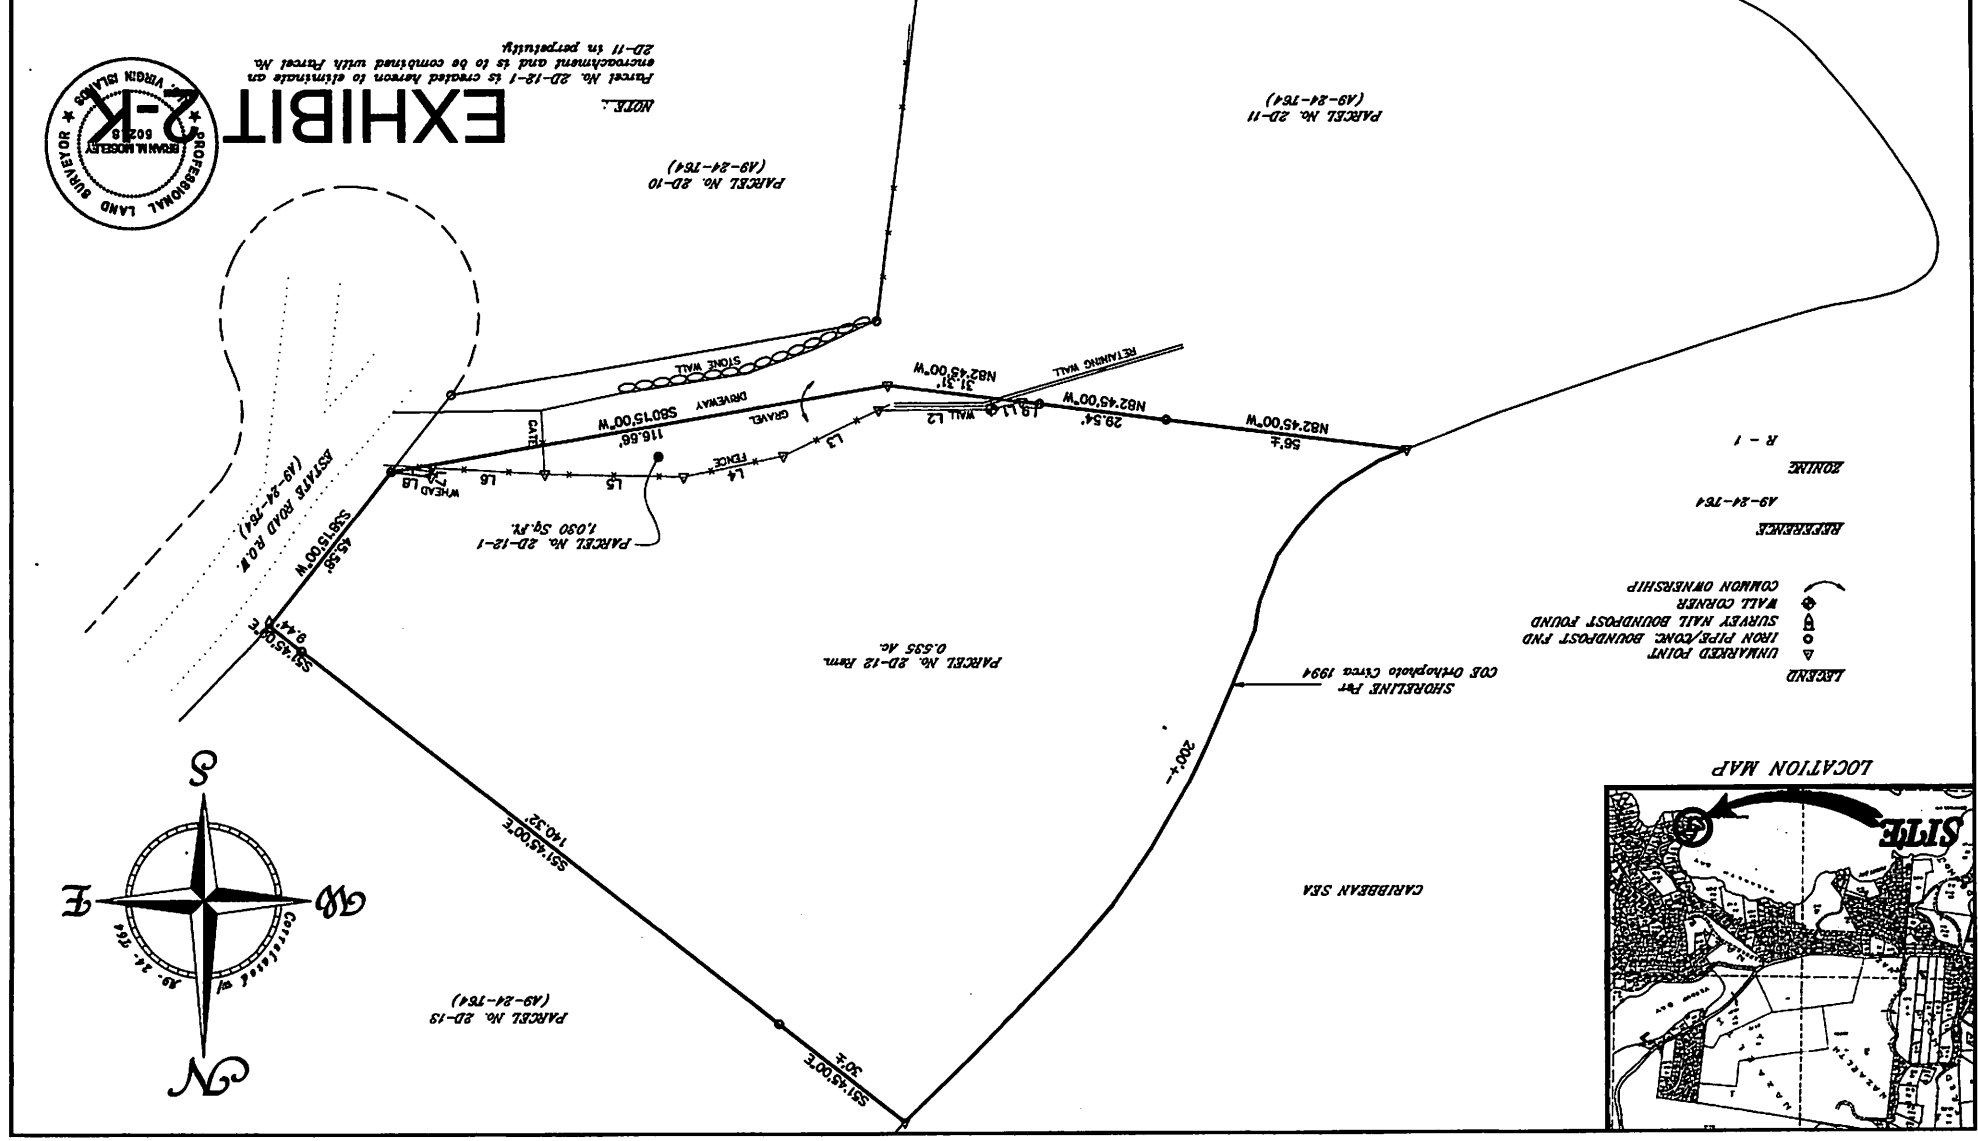 SITE
LOCATION MAP
N
W
E
S
Correlated w/ A9-24-T64
S51°45'00"E
30'±
PARCEL No. 2D-13
(A9-24-T64)
CARIBBEAN SEA
S51°45'00"E
140.32'
200'+-
SHORELINE Per
COE Orthophoto Circa 1994
LEGEND
UNMARKED POINT
IRON PIPE/CONC. BOUNDPOST FND
SURVEY NAIL BOUNDPOST FOUND
WALL CORNER
COMMON OWNERSHIP
REFERENCE
A9-24-T64
ZONING
R - 1
PARCEL No. 2D-12 Rem.
0.535 Ac.
S51°45'00"E
9.44'
45.58'
S38°15'00"W
ESTATE ROAD R.O.W.
(A9-24-T64)
PARCEL No. 2D-12-1
1,030 Sq.Ft.
56'±
N82°45'00"W
29.54'
N82°45'00"W
L9
L1
WALL L2
L3
L4
FENCE
L5
L6
L7
WHEAD
L8
31.31'
N82°45'00"W
116.66'
S80°15'00"W
GRAVEL
DRIVEWAY
GATE
RETAINING WALL
STONE WALL
PARCEL No. 2D-10
(A9-24-T64)
PARCEL No. 2D-11
(A9-24-T64)
NOTE :
Parcel No. 2D-12-1 is created hereon to eliminate an
encroachment and is to be combined with Parcel No.
2D-11 in perpetuity
PROFESSIONAL LAND SURVEYOR
BRIAN M. MOSELEY
VIRGIN ISLANDS
EXHIBIT
2-K